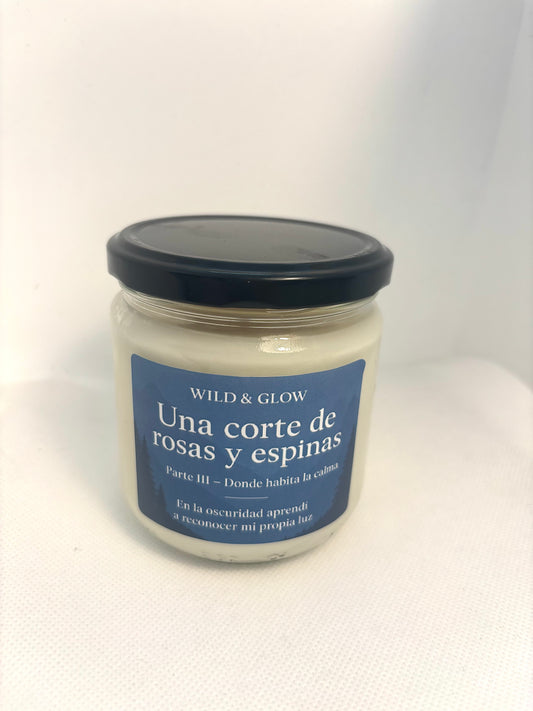 WILD & GLOW
Una corte de
rosas y espinas
Parte III – Donde habita la calma
En la oscuridad aprendí
a reconocer mi propia luz